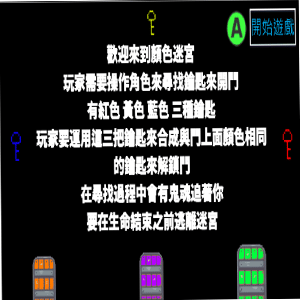 A 開始遊戲
歡迎來到顏色迷宮
玩家需要操作角色來尋找鑰匙來開門
有紅色 黃色 藍色 三種鑰匙
玩家要運用這三把鑰匙來合成與門上面顏色相同
的鑰匙來解鎖門
在尋找過程中會有鬼魂追著你
要在生命結束之前逃離迷宮